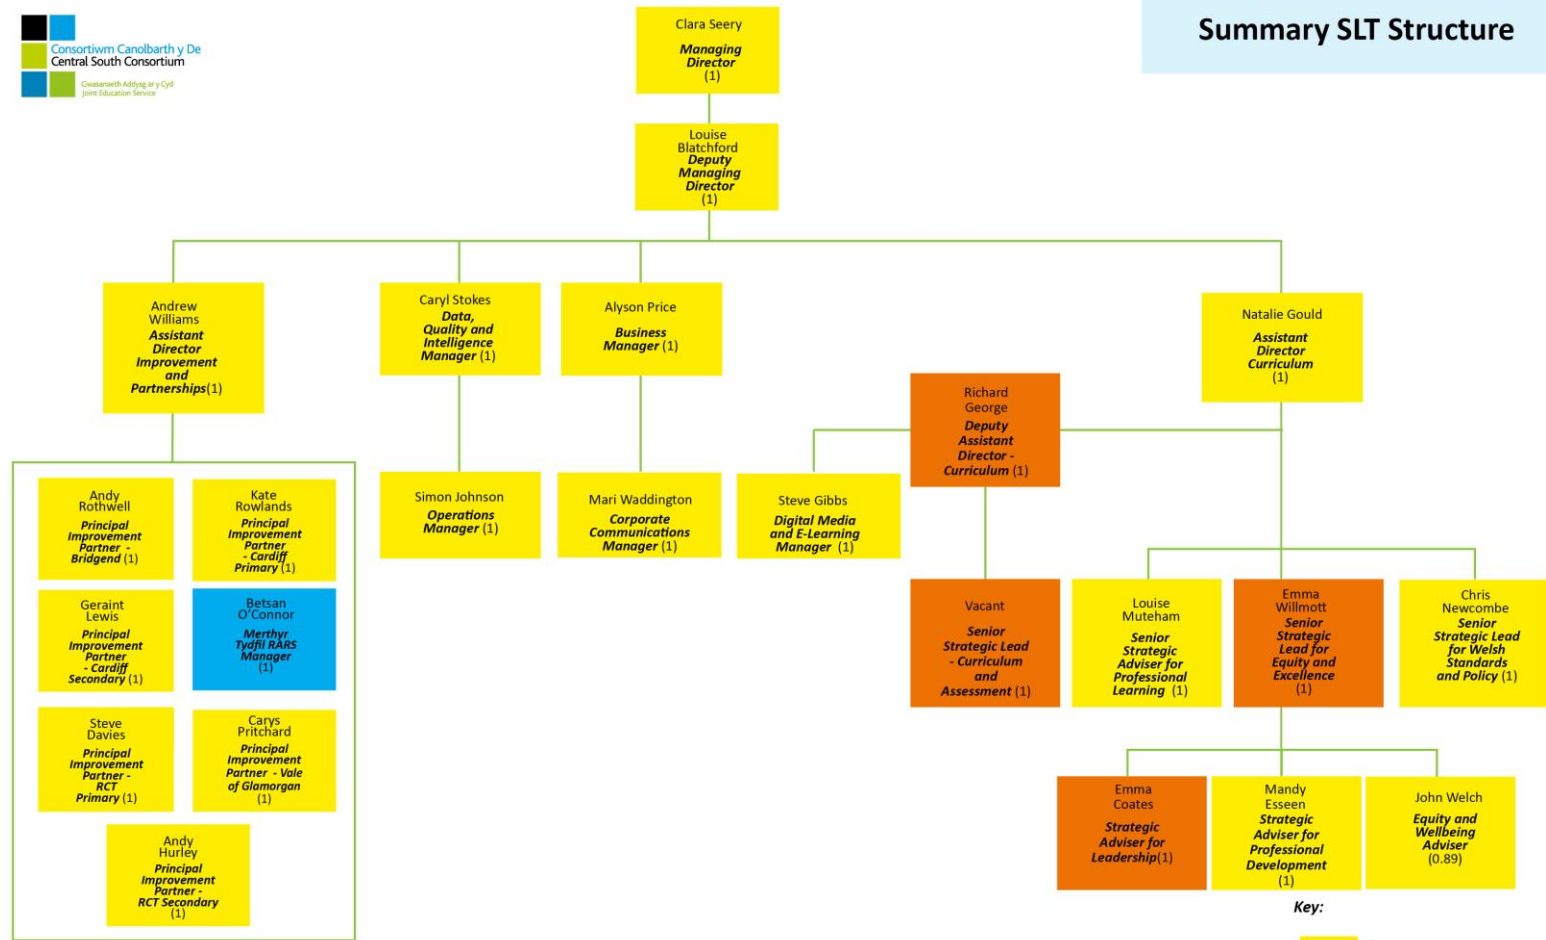 Consortiwm Canolbarth y De
Central South Consortium
Gwasanaeth Addysg ar y Cyd
Joint Education Service
Summary SLT Structure
Clara Seery
Managing
Director
(1)
Louise
Blatchford
Deputy
Managing
Director
(1)
Andrew
Williams
Assistant
Director
Improvement
and
Partnerships(1)
Caryl Stokes
Data,
Quality and
Intelligence
Manager (1)
Alyson Price
Business
Manager (1)
Natalie Gould
Assistant
Director
Curriculum
(1)
Richard
George
Deputy
Assistant
Director -
Curriculum (1)
Andy
Rothwell
Principal
Improvement
Partner -
Bridgend (1)
Kate
Rowlands
Principal
Improvement
Partner
- Cardiff
Primary (1)
Simon Johnson
Operations
Manager (1)
Mari Waddington
Corporate
Communications
Manager (1)
Steve Gibbs
Digital Media
and E-Learning
Manager (1)
Geraint
Lewis
Principal
Improvement
Partner
- Cardiff
Secondary (1)
Betsan
O'Connor
Merthyr
Tydfil RARS
Manager
(1)
Vacant
Senior
Strategic Lead
- Curriculum
and
Assessment (1)
Louise
Muteham
Senior
Strategic
Adviser for
Professional
Learning (1)
Emma
Willmott
Senior
Strategic
Lead for
Equity and
Excellence
(1)
Chris
Newcombe
Senior
Strategic Lead
for Welsh
Standards
and Policy (1)
Steve
Davies
Principal
Improvement
Partner -
RCT
Primary (1)
Carys
Pritchard
Principal
Improvement
Partner - Vale
of Glamorgan
(1)
Andy
Hurley
Principal
Improvement
Partner -
RCT Secondary
(1)
Emma
Coates
Strategic
Adviser for
Leadership(1)
Mandy
Esseen
Strategic
Adviser for
Professional
Development
(1)
John Welch
Equity and
Wellbeing
Adviser
(0.89)
Key: